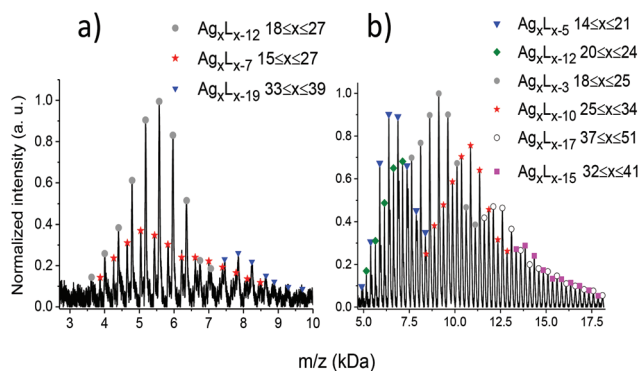 a)
AgₓLₓ₋₁₂ 18≤x≤27
AgₓLₓ₋₇ 15≤x≤27
AgₓLₓ₋₁₉ 33≤x≤39
Normalized intensity (a. u.)
1.0
0.8
0.6
0.4
0.2
0.0
3 4 5 6 7 8 9 10
b)
AgₓLₓ₋₅ 14≤x≤21
AgₓLₓ₋₁₂ 20≤x≤24
AgₓLₓ₋₃ 18≤x≤25
AgₓLₓ₋₁₀ 25≤x≤34
AgₓLₓ₋₁₇ 37≤x≤51
AgₓLₓ₋₁₅ 32≤x≤41
1.0
0.8
0.6
0.4
0.2
0.0
5.0 7.5 10.0 12.5 15.0 17.5
m/z (kDa)